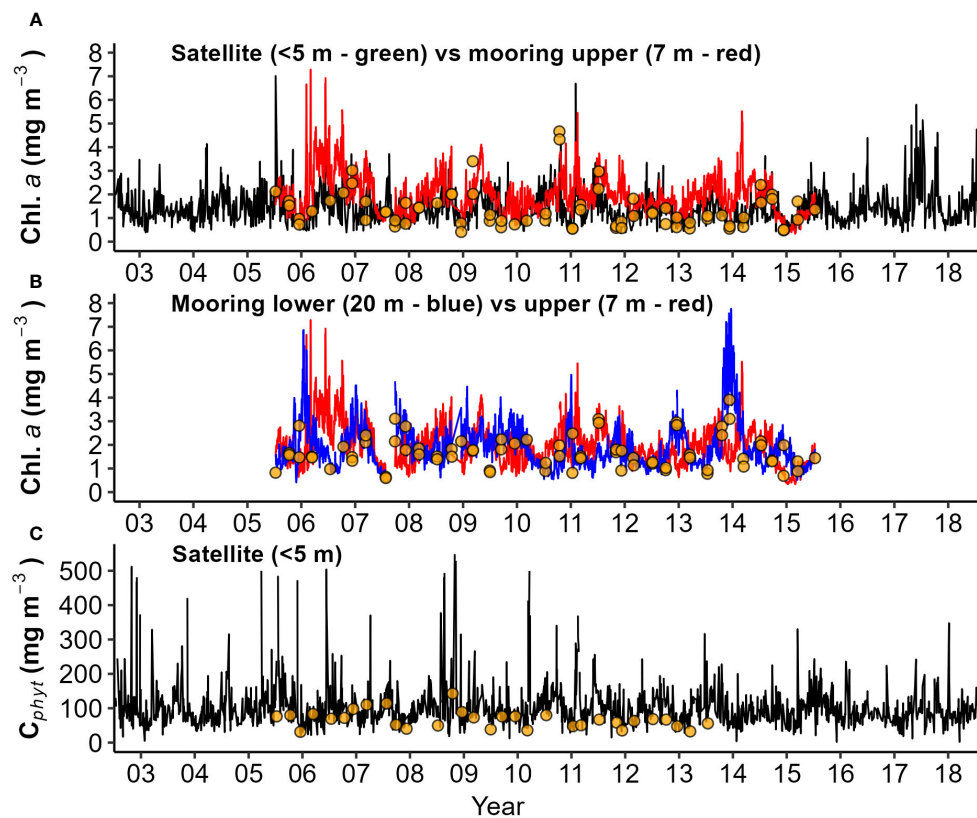 A
Satellite (<5 m - green) vs mooring upper (7 m - red)
Chl. a (mg m⁻³)
8
7
6
5
4
3
2
1
0
03 04 05 06 07 08 09 10 11 12 13 14 15 16 17 18
B
Mooring lower (20 m - blue) vs upper (7 m - red)
Chl. a (mg m⁻³)
8
7
6
5
4
3
2
1
0
03 04 05 06 07 08 09 10 11 12 13 14 15 16 17 18
C
Satellite (<5 m)
C_phyt (mg m⁻³)
500
400
300
200
100
0
03 04 05 06 07 08 09 10 11 12 13 14 15 16 17 18
Year